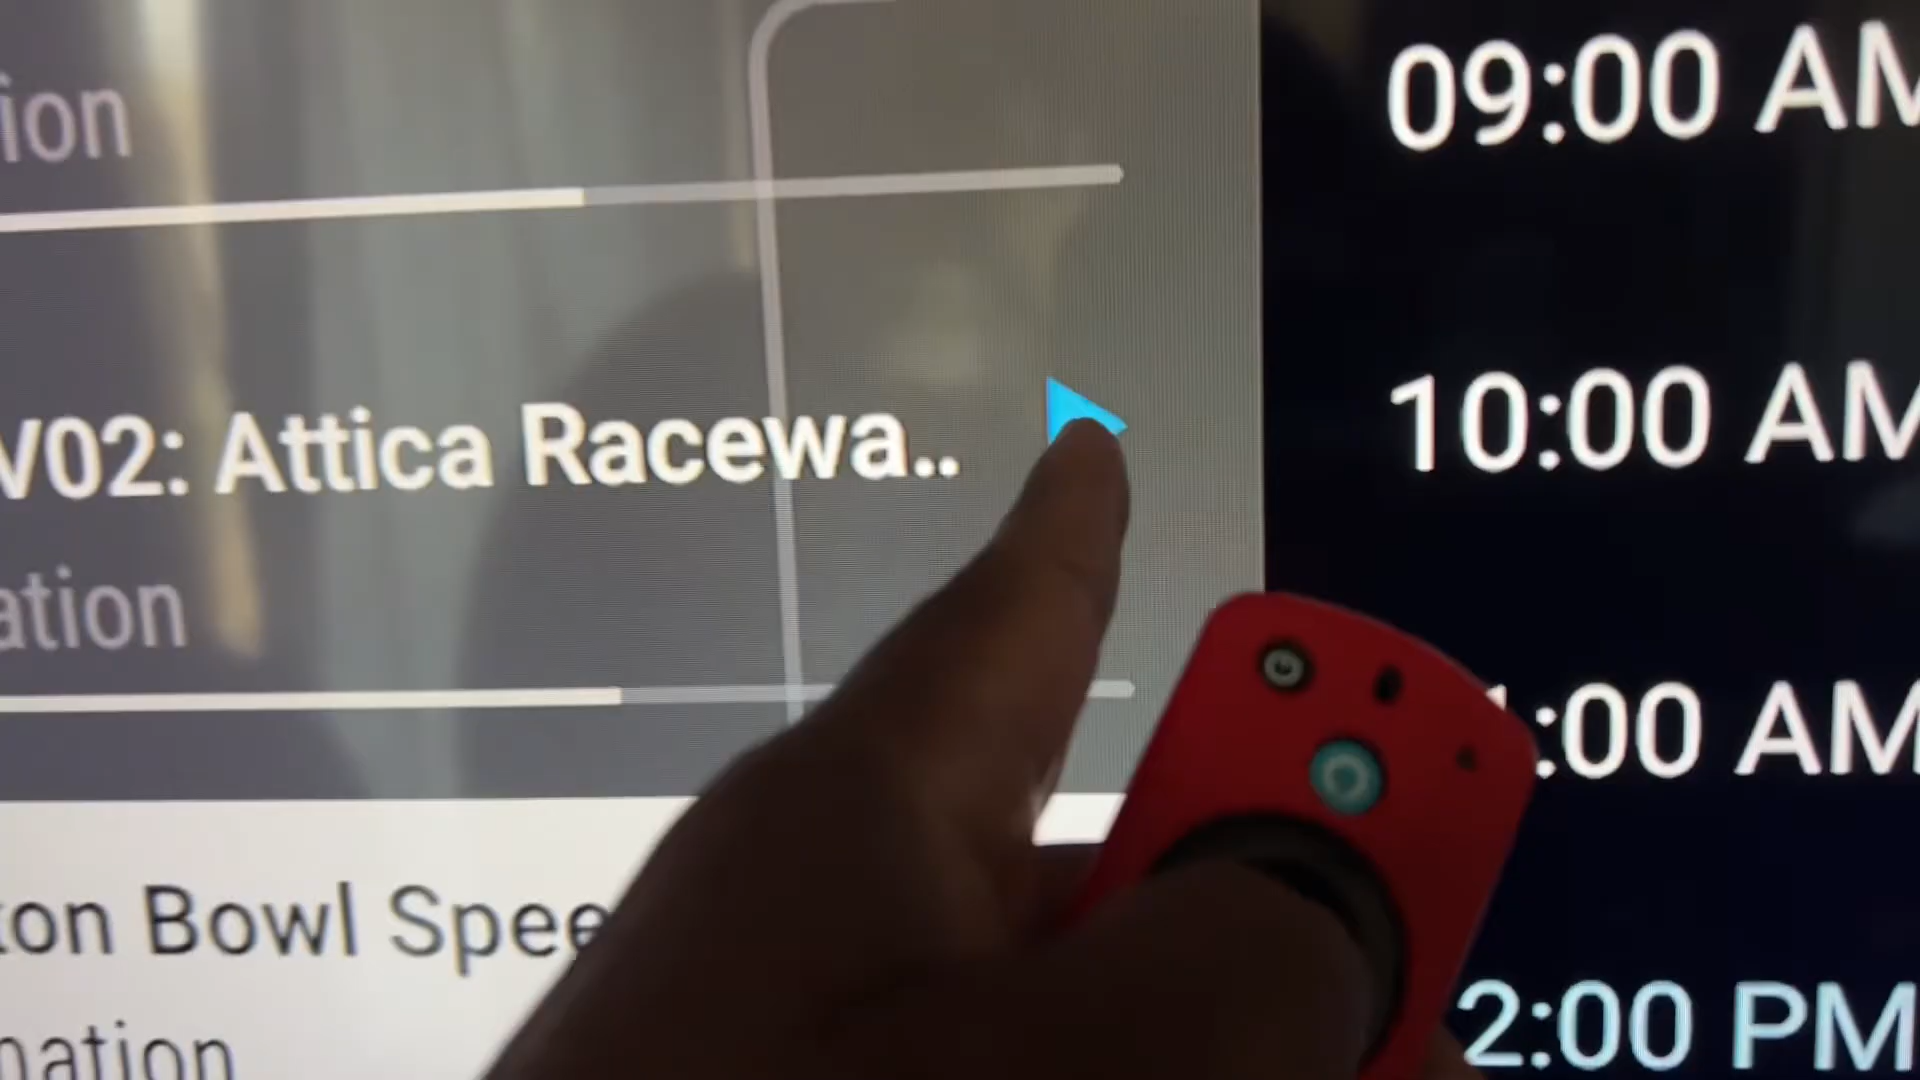 ion
V02: Attica Racewa..
ation
Bowl Spee
nation
09:00 AM
10:00 AM
:00 AM
2:00 PM